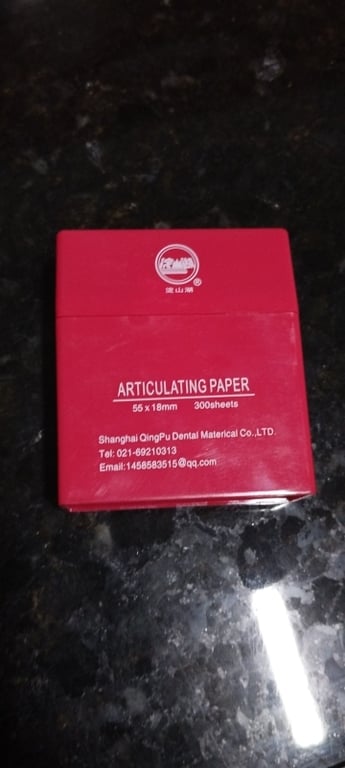 淀山湖
ARTICULATING PAPER
55 x 18mm 300sheets
Shanghai QingPu Dental Materical Co.,LTD.
Tel: 021-69210313
Email:1458583515@qq.com